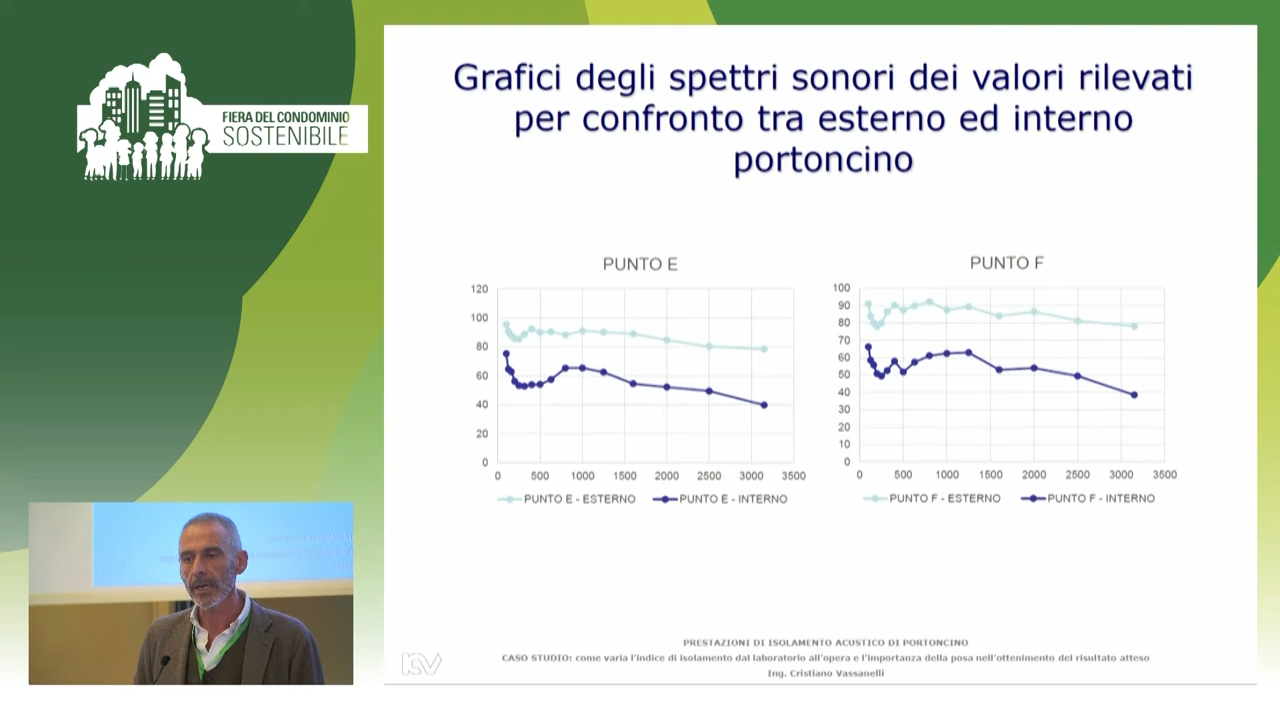 FIERA DEL CONDOMINIO
SOSTENIBILE
Grafici degli spettri sonori dei valori rilevati
per confronto tra esterno ed interno
portoncino
PUNTO E
120
100
80
60
40
20
0
0 500 1000 1500 2000 2500 3000 3500
PUNTO E - ESTERNO PUNTO E - INTERNO
PUNTO F
100
90
80
70
60
50
40
30
20
10
0
0 500 1000 1500 2000 2500 3000 3500
PUNTO F - ESTERNO PUNTO F - INTERNO
PRESTAZIONI DI ISOLAMENTO ACUSTICO DI PORTONCINO
CASO STUDIO: come varia l'indice di isolamento dal laboratorio all'opera e l'importanza della posa nell'ottenimento del risultato atteso
Ing. Cristiano Vassanelli